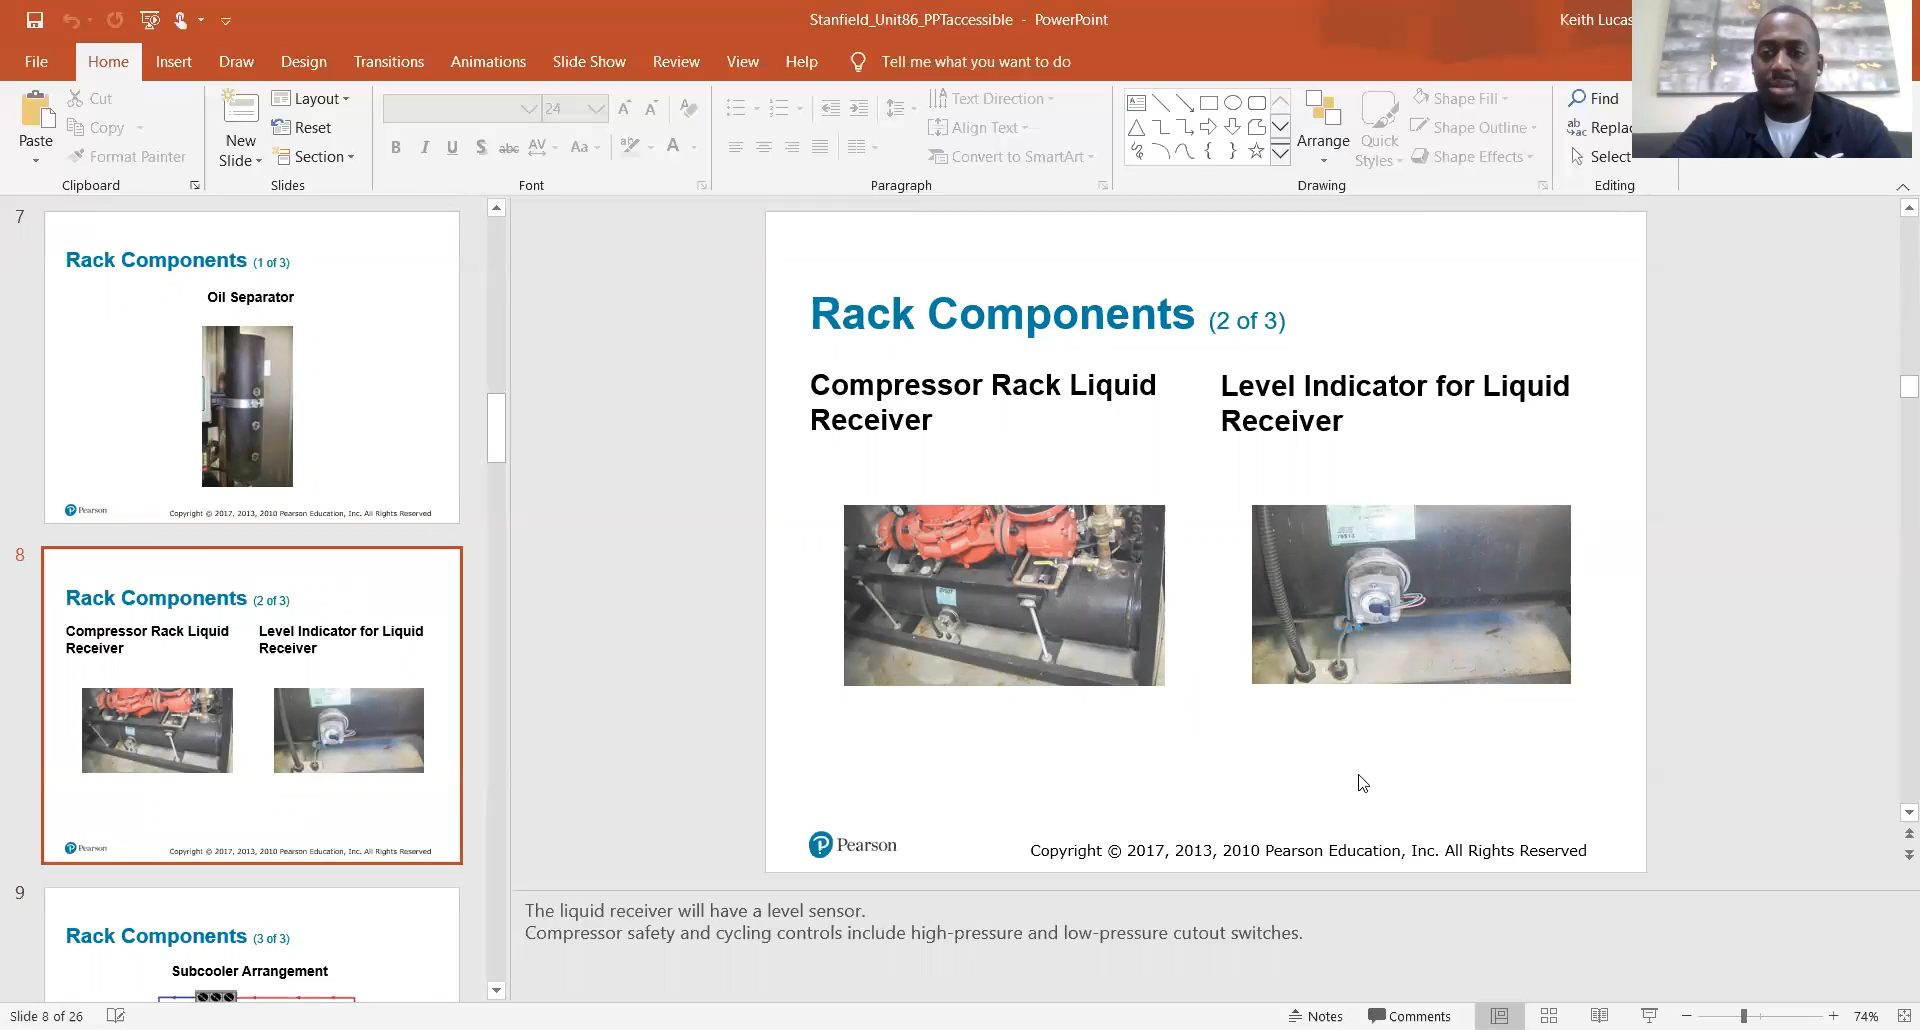 Stanfield_Unit86_PPTaccessible - PowerPoint
Keith Lucas
File Home Insert Draw Design Transitions Animations Slide Show Review View Help Tell me what you want to do
Paste
Cut
Copy
Format Painter
Clipboard
New
Slide
Layout
Reset
Section
Slides
24
B I U S abc AV Aa A
Font
Text Direction
Align Text
Convert to SmartArt
Paragraph
Arrange
Quick
Styles
Shape Fill
Shape Outline
Shape Effects
Drawing
Find
Replac
Select
Editing
7
Rack Components (1 of 3)
Oil Separator
Pearson
Copyright © 2017, 2013, 2010 Pearson Education, Inc. All Rights Reserved
8
Rack Components (2 of 3)
Compressor Rack Liquid
Receiver
Level Indicator for Liquid
Receiver
Pearson
Copyright © 2017, 2013, 2010 Pearson Education, Inc. All Rights Reserved
9
Rack Components (3 of 3)
Subcooler Arrangement
Rack Components (2 of 3)
Compressor Rack Liquid
Receiver
Level Indicator for Liquid
Receiver
Pearson
Copyright © 2017, 2013, 2010 Pearson Education, Inc. All Rights Reserved
The liquid receiver will have a level sensor.
Compressor safety and cycling controls include high-pressure and low-pressure cutout switches.
Slide 8 of 26
Notes
Comments
74%